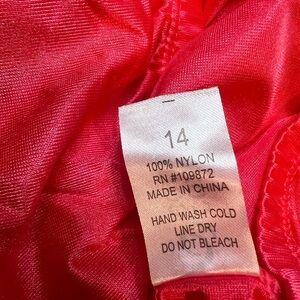 14
100% NYLON
RN #109872
MADE IN CHINA
HAND WASH COLD
LINE DRY
DO NOT BLEACH